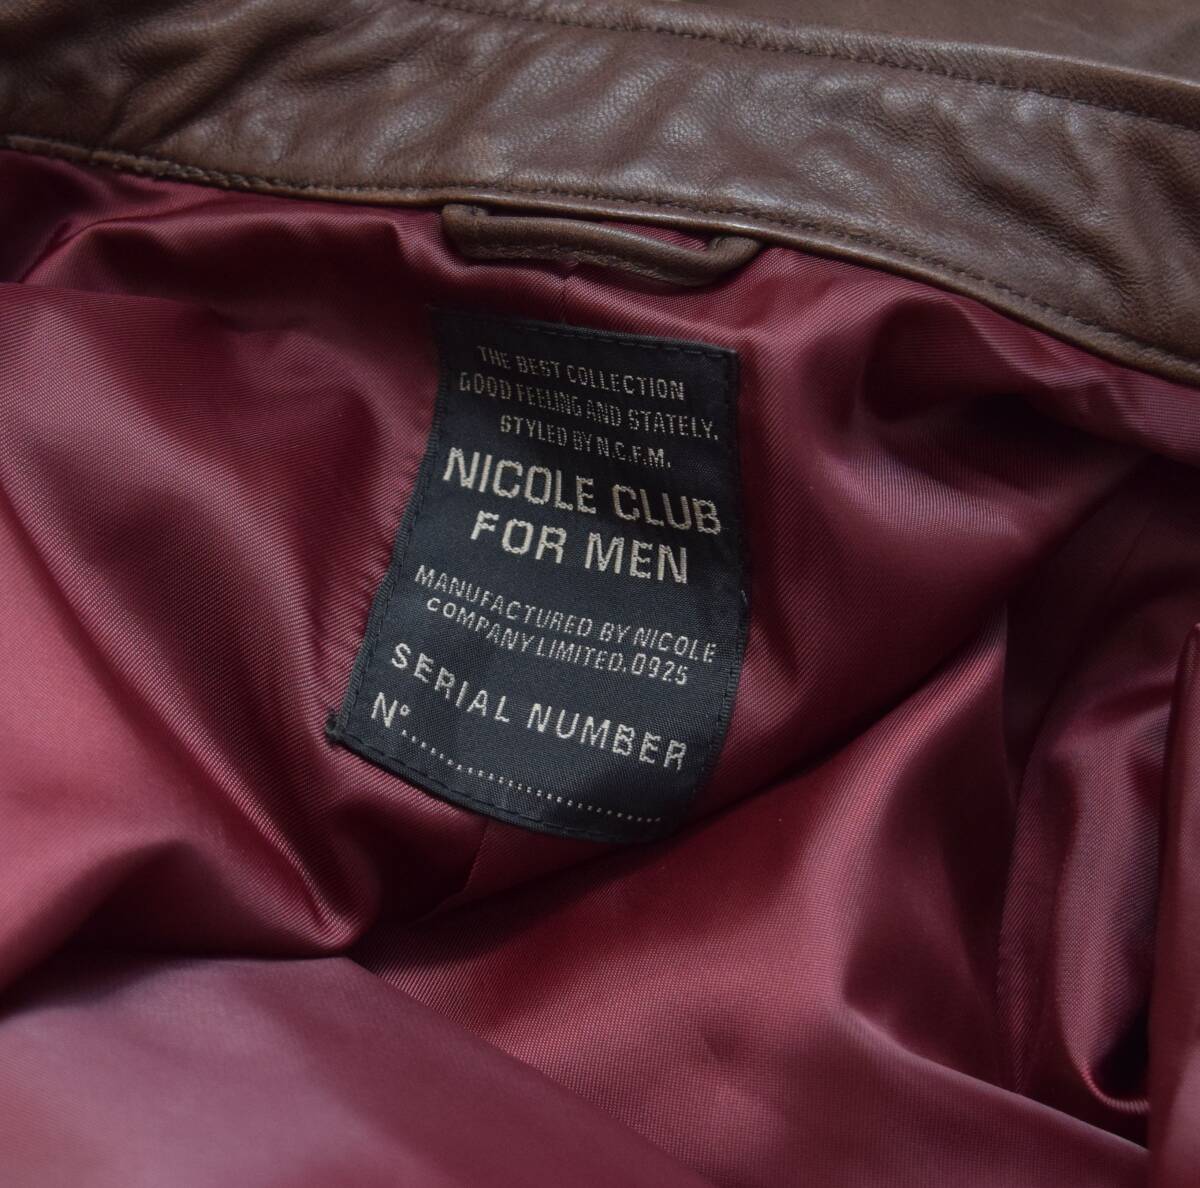 THE BEST COLLECTION
GOOD FEELING AND STATELY.
STYLED BY N.C.F.M.
NICOLE CLUB
FOR MEN
MANUFACTURED BY NICOLE
COMPANY LIMITED.0925
SERIAL NUMBER
N°